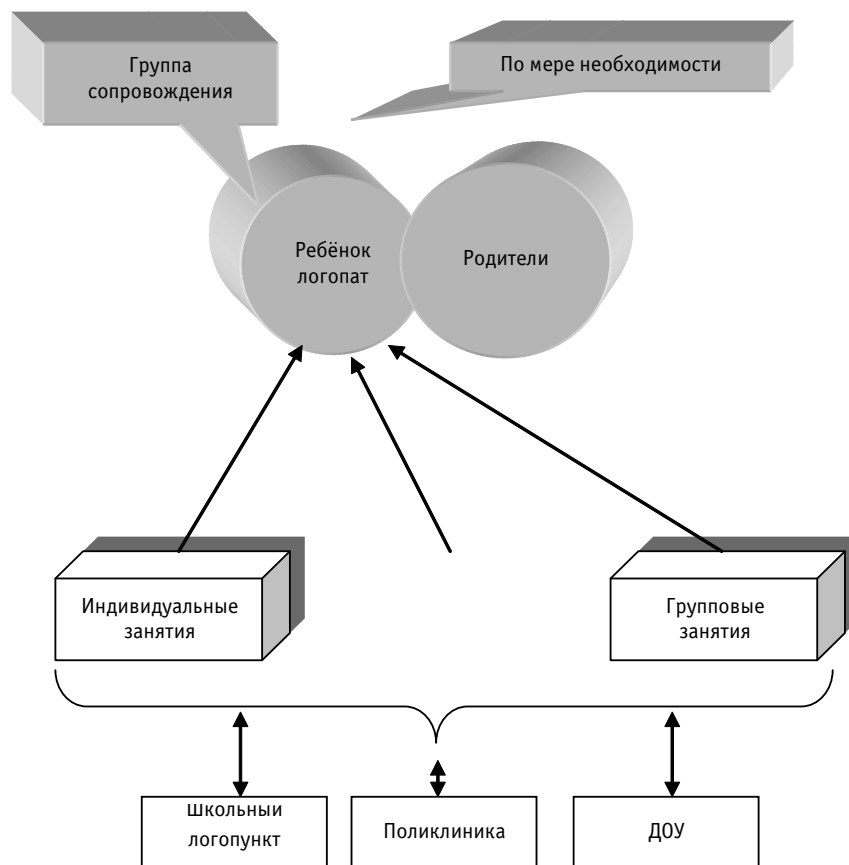 Группа
сопровождения
По мере необходимости
Ребёнок
логопат
Родители
Индивидуальные
занятия
Групповые
занятия
Школьный
логопункт
Поликлиника
ДОУ